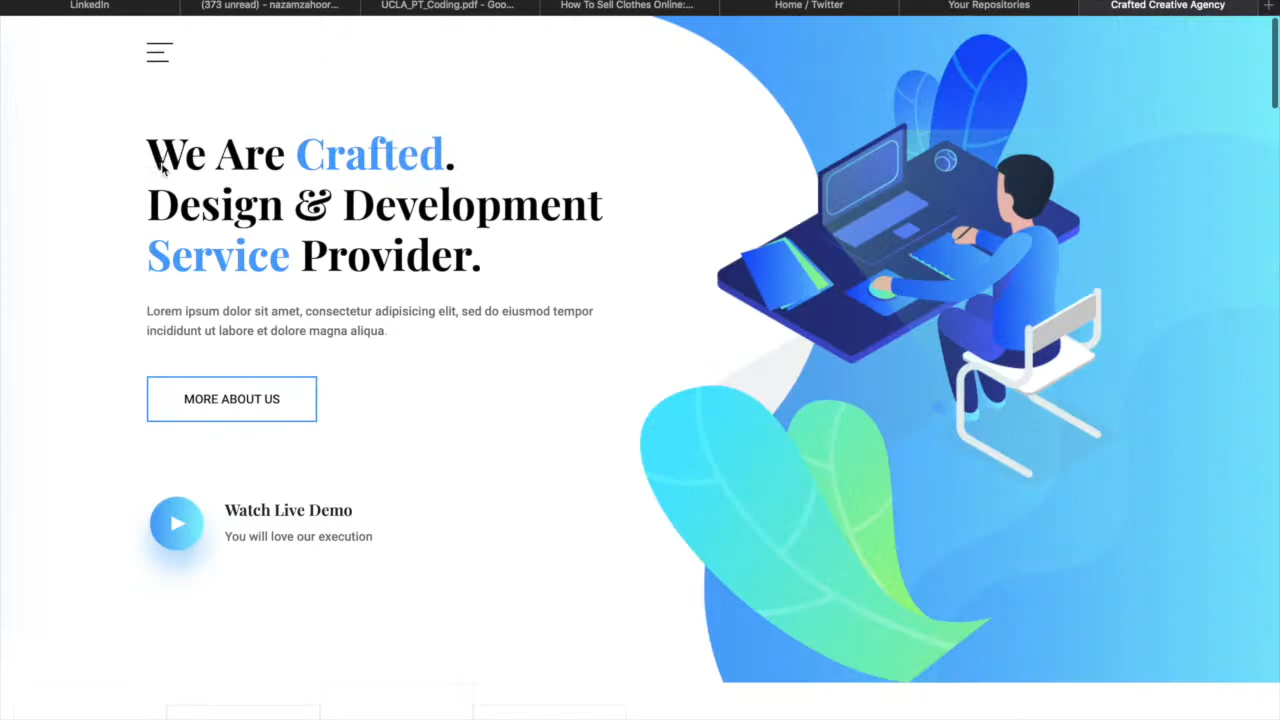 LinkedIn
(373 unread) - nazamzahoor...
UCLA_PT_Coding.pdf - Goo...
How To Sell Clothes Online:...
Home / Twitter
Your Repositories
Crafted Creative Agency
We Are Crafted.
Design & Development
Service Provider.
Lorem ipsum dolor sit amet, consectetur adipisicing elit, sed do eiusmod tempor
incididunt ut labore et dolore magna aliqua.
MORE ABOUT US
Watch Live Demo
You will love our execution